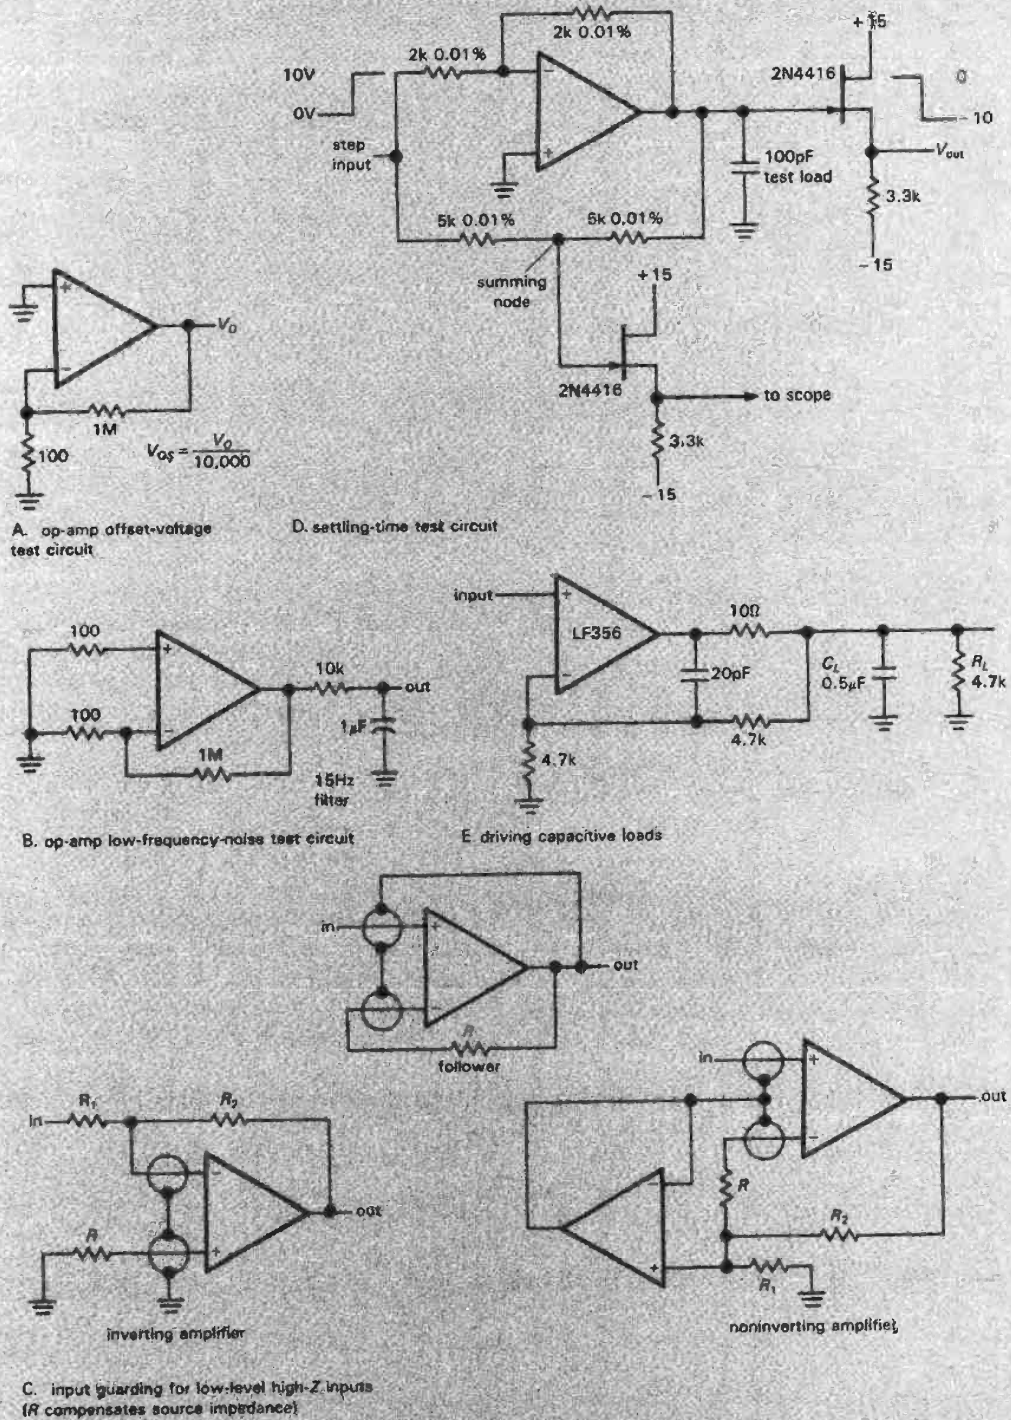 2k 0.01%
2k 0.01%
+15
10V
0V
step
input
2N4416
0
-10
V_out
100pF
test load
3.3k
-15
5k 0.01%
5k 0.01%
summing
node
+15
2N4416
to scope
3.3k
-15
+
−
−
+
V_O
1M
100
V_OS = V_O / 10,000
A. op-amp offset-voltage
test circuit
D. settling-time test circuit
100
100
+
−
10k
out
1µF
1M
15Hz
filter
B. op-amp low-frequency-noise test circuit
input
+
−
LF356
10Ω
20pF
C_L
0.5µF
R_L
4.7k
4.7k
4.7k
E. driving capacitive loads
in
+
−
out
R
follower
in
R₁
R₂
−
+
R
out
inverting amplifier
in
+
−
out
R
−
+
R₂
R₁
noninverting amplifier
C. input guarding for low-level high-Z inputs
(R compensates source impedance)